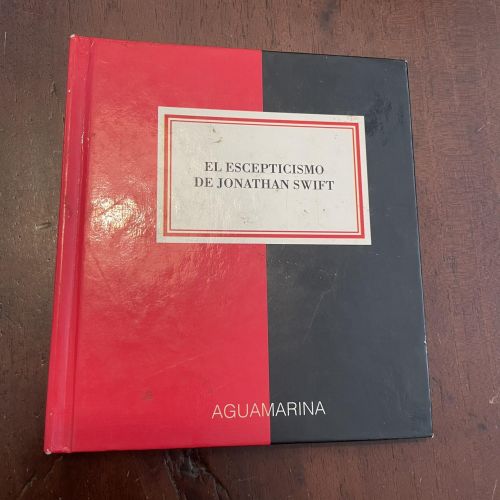 EL ESCEPTICISMO
DE JONATHAN SWIFT
AGUAMARINA